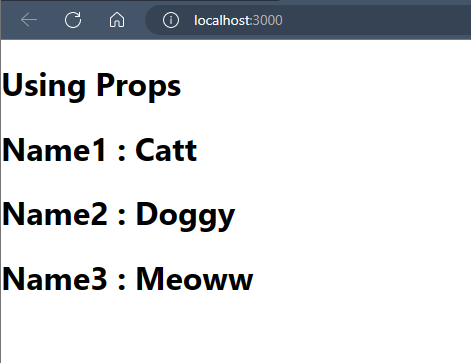 localhost:3000
Using Props
Name1 : Catt
Name2 : Doggy
Name3 : Meoww